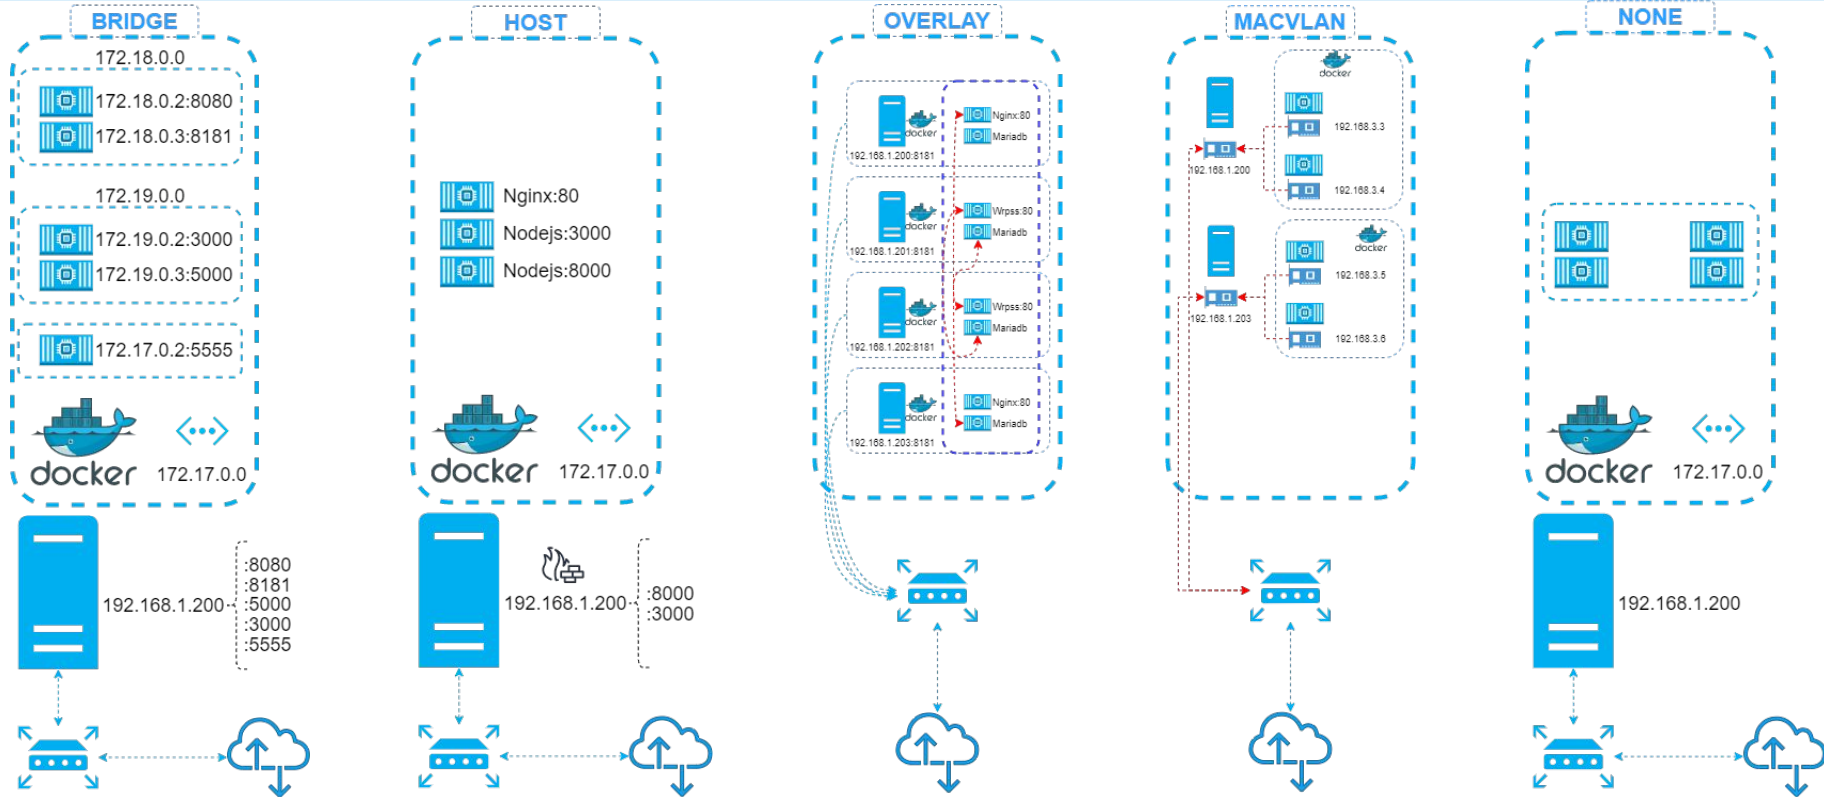 BRIDGE
172.18.0.0
172.18.0.2:8080
172.18.0.3:8181
172.19.0.0
172.19.0.2:3000
172.19.0.3:5000
172.17.0.2:5555
docker
172.17.0.0
192.168.1.200
:8080
:8181
:5000
:3000
:5555
HOST
Nginx:80
Nodejs:3000
Nodejs:8000
docker
172.17.0.0
192.168.1.200
:8000
:3000
OVERLAY
docker
192.168.1.200:8181
Nginx:80
Mariadb
docker
192.168.1.201:8181
Wrpss:80
Mariadb
docker
192.168.1.202:8181
Wrpss:80
Mariadb
docker
192.168.1.203:8181
Nginx:80
Mariadb
MACVLAN
docker
192.168.3.3
192.168.1.200
192.168.3.4
docker
192.168.3.5
192.168.1.203
192.168.3.6
NONE
docker
172.17.0.0
192.168.1.200